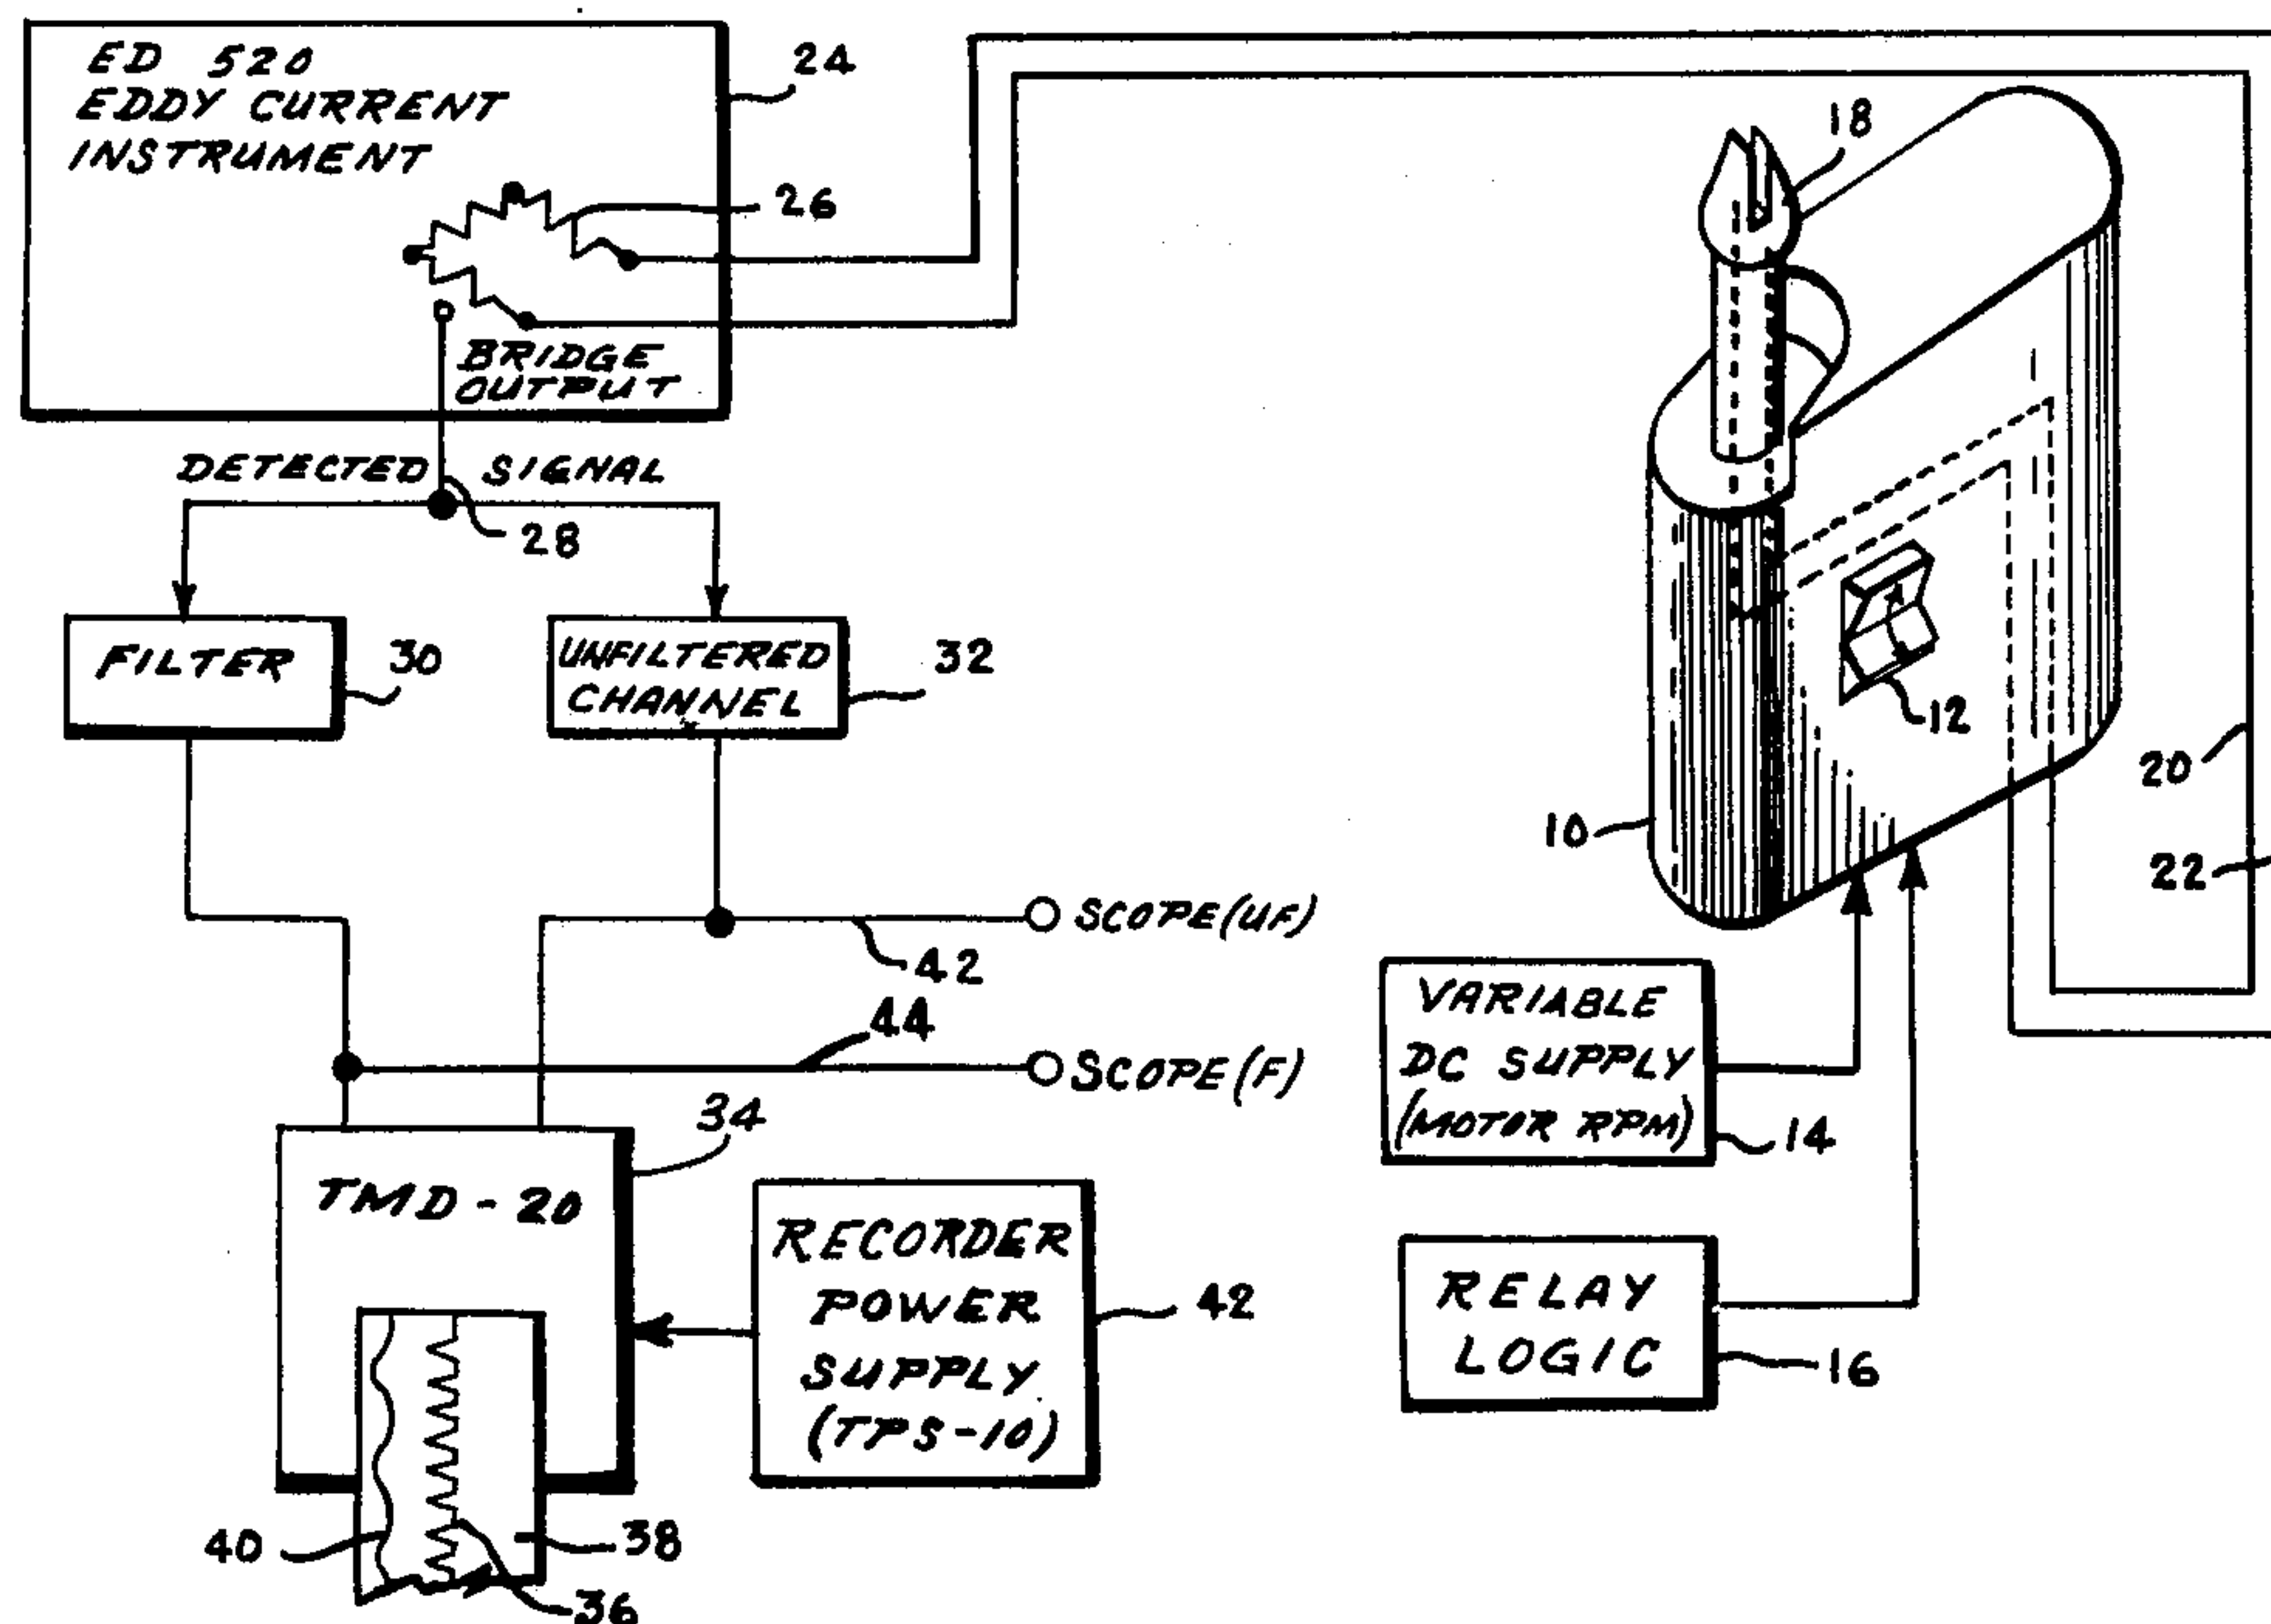 ED 520
EDDY CURRENT
INSTRUMENT
24
26
BRIDGE
OUTPUT
DETECTED SIGNAL
28
FILTER
30
UNFILTERED
CHANNEL
32
SCOPE (UF)
42
44
SCOPE (F)
34
TMD-20
RECORDER
POWER
SUPPLY
(TPS-10)
42
40
38
36
18
12
10
20
22
VARIABLE
DC SUPPLY
(MOTOR RPM)
14
RELAY
LOGIC
16